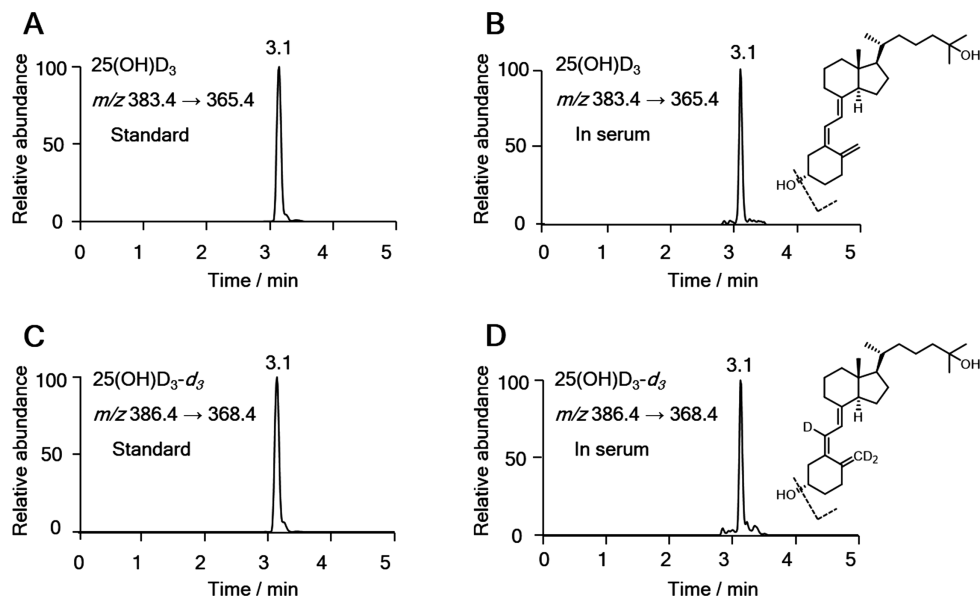 A
3.1
25(OH)D₃
m/z 383.4 → 365.4
Standard
Relative abundance
100
50
0
0 1 2 3 4 5
Time / min
B
3.1
25(OH)D₃
m/z 383.4 → 365.4
In serum
Relative abundance
100
50
0
0 1 2 3 4 5
Time / min
OH
H
HO
C
3.1
25(OH)D₃-d₃
m/z 386.4 → 368.4
Standard
Relative abundance
100
50
0
0 1 2 3 4 5
Time / min
D
3.1
25(OH)D₃-d₃
m/z 386.4 → 368.4
In serum
Relative abundance
100
50
0
0 1 2 3 4 5
Time / min
OH
H
D
CD₂
HO